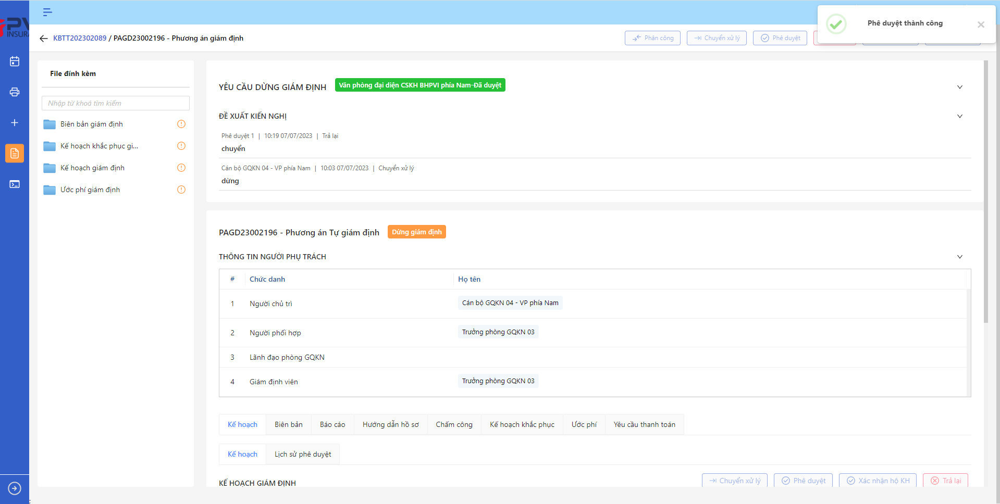 Phê duyệt thành công
KBTT202302089 / PAGD23002196 - Phương án giám định
Phân công
Chuyển xử lý
Phê duyệt
File đính kèm
Nhập từ khoá tìm kiếm
Biên bản giám định
Kế hoạch khắc phục gi...
Kế hoạch giám định
Ước phí giám định
YÊU CẦU DỪNG GIÁM ĐỊNH
Văn phòng đại diện CSKH BHPVI phía Nam-Đã duyệt
ĐỀ XUẤT KIẾN NGHỊ
Phê duyệt 1 | 10:19 07/07/2023 | Trả lại
chuyển
Cán bộ GQKN 04 - VP phía Nam | 10:03 07/07/2023 | Chuyển xử lý
dừng
PAGD23002196 - Phương án Tự giám định
Dừng giám định
THÔNG TIN NGƯỜI PHỤ TRÁCH
# Chức danh Họ tên
1 Người chủ trì Cán bộ GQKN 04 - VP phía Nam
2 Người phối hợp Trưởng phòng GQKN 03
3 Lãnh đạo phòng GQKN
4 Giám định viên Trưởng phòng GQKN 03
Kế hoạch Biên bản Báo cáo Hướng dẫn hồ sơ Chấm công Kế hoạch khắc phục Ước phí Yêu cầu thanh toán
Kế hoạch Lịch sử phê duyệt
KẾ HOẠCH GIÁM ĐỊNH
Chuyển xử lý
Phê duyệt
Xác nhận hộ KH
Trả lại